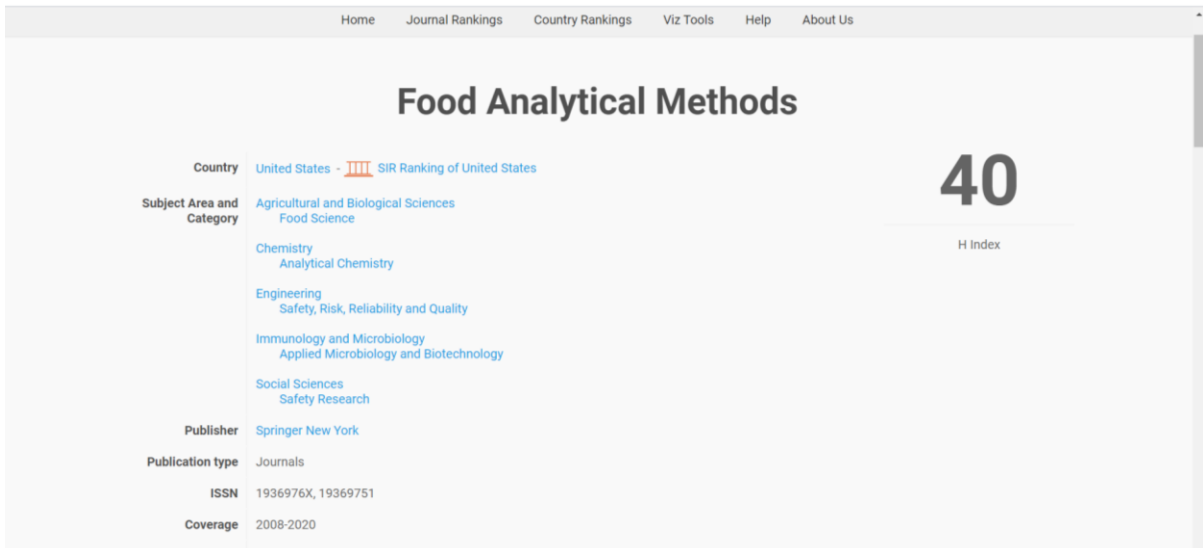 Home Journal Rankings Country Rankings Viz Tools Help About Us
Food Analytical Methods
Country United States - SIR Ranking of United States
Subject Area and Category
Agricultural and Biological Sciences
Food Science
Chemistry
Analytical Chemistry
Engineering
Safety, Risk, Reliability and Quality
Immunology and Microbiology
Applied Microbiology and Biotechnology
Social Sciences
Safety Research
Publisher Springer New York
Publication type Journals
ISSN 1936976X, 19369751
Coverage 2008-2020
40
H Index